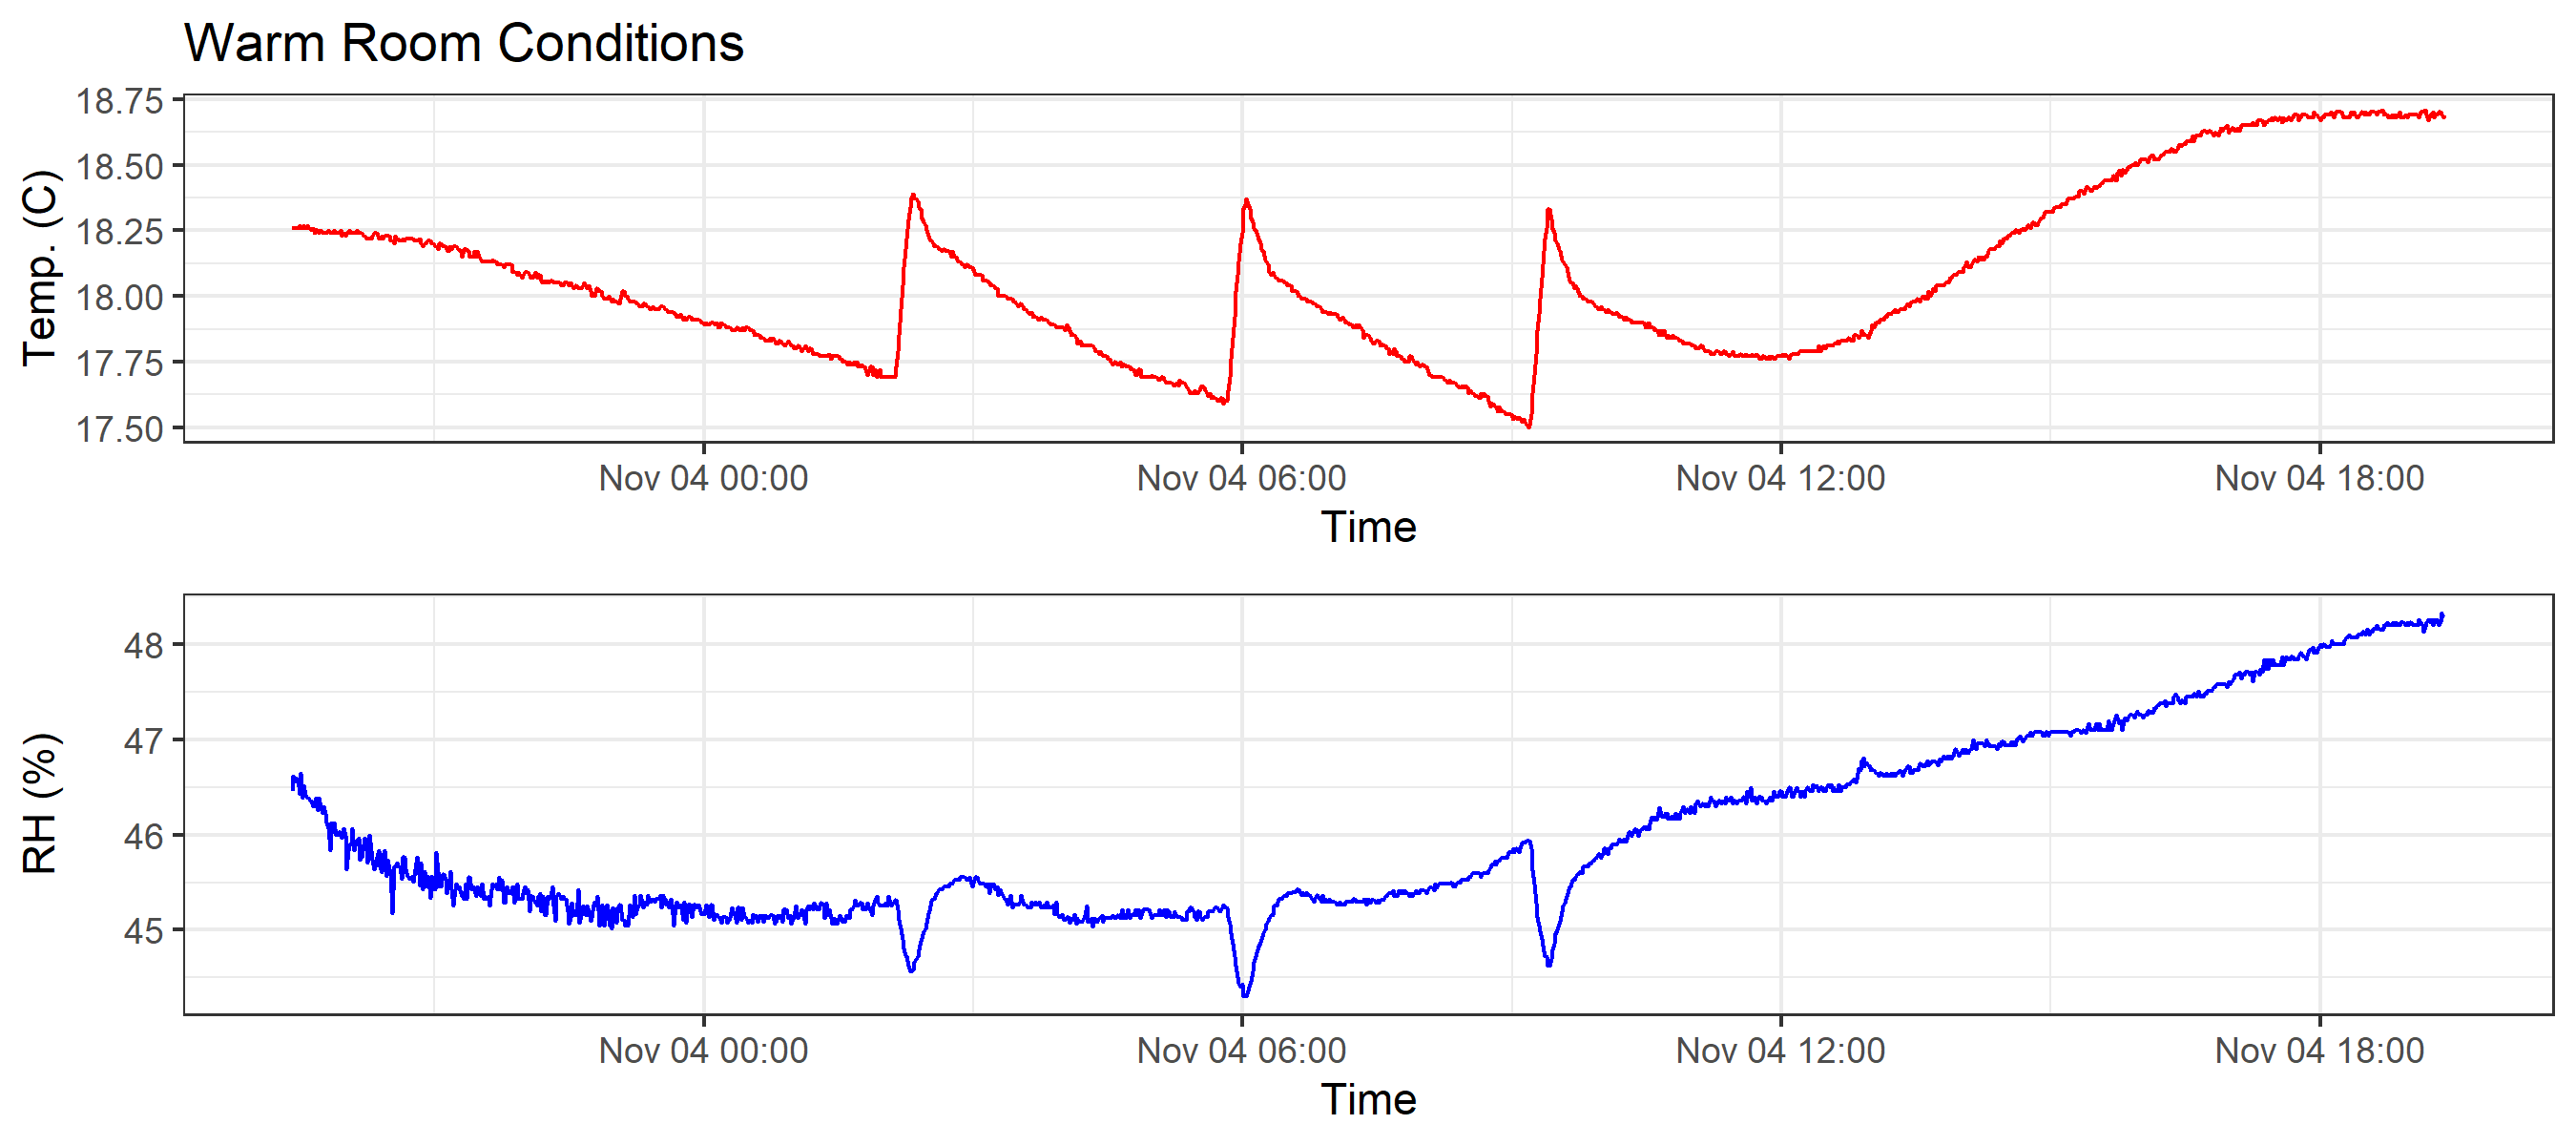 Warm Room Conditions
18.75
18.50
18.25
18.00
17.75
17.50
Temp. (C)
Nov 04 00:00 Nov 04 06:00 Nov 04 12:00 Nov 04 18:00
Time
48
47
46
45
RH (%)
Nov 04 00:00 Nov 04 06:00 Nov 04 12:00 Nov 04 18:00
Time